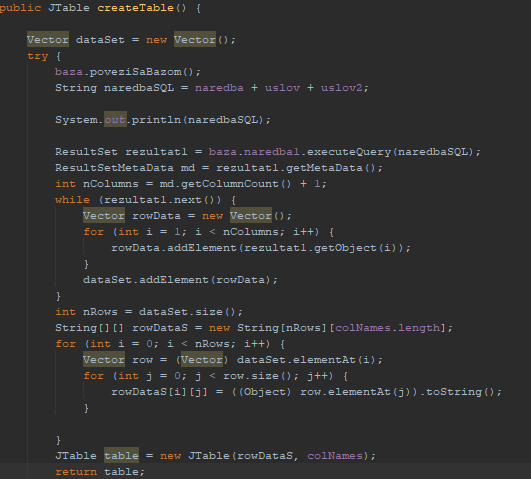 public JTable createTable() {
Vector dataSet = new Vector();
try {
baza.poveziSaBazom();
String naredbaSQL = naredba + uslov + uslov2;
System.out.println(naredbaSQL);
ResultSet rezultat1 = baza.naredba1.executeQuery(naredbaSQL);
ResultSetMetaData md = rezultat1.getMetaData();
int nColumns = md.getColumnCount() + 1;
while (rezultat1.next()) {
Vector rowData = new Vector();
for (int i = 1; i < nColumns; i++) {
rowData.addElement(rezultat1.getObject(i));
}
dataSet.addElement(rowData);
}
int nRows = dataSet.size();
String[][] rowDataS = new String[nRows][colNames.length];
for (int i = 0; i < nRows; i++) {
Vector row = (Vector) dataSet.elementAt(i);
for (int j = 0; j < row.size(); j++) {
rowDataS[i][j] = ((Object) row.elementAt(j)).toString();
}
}
JTable table = new JTable(rowDataS, colNames);
return table;